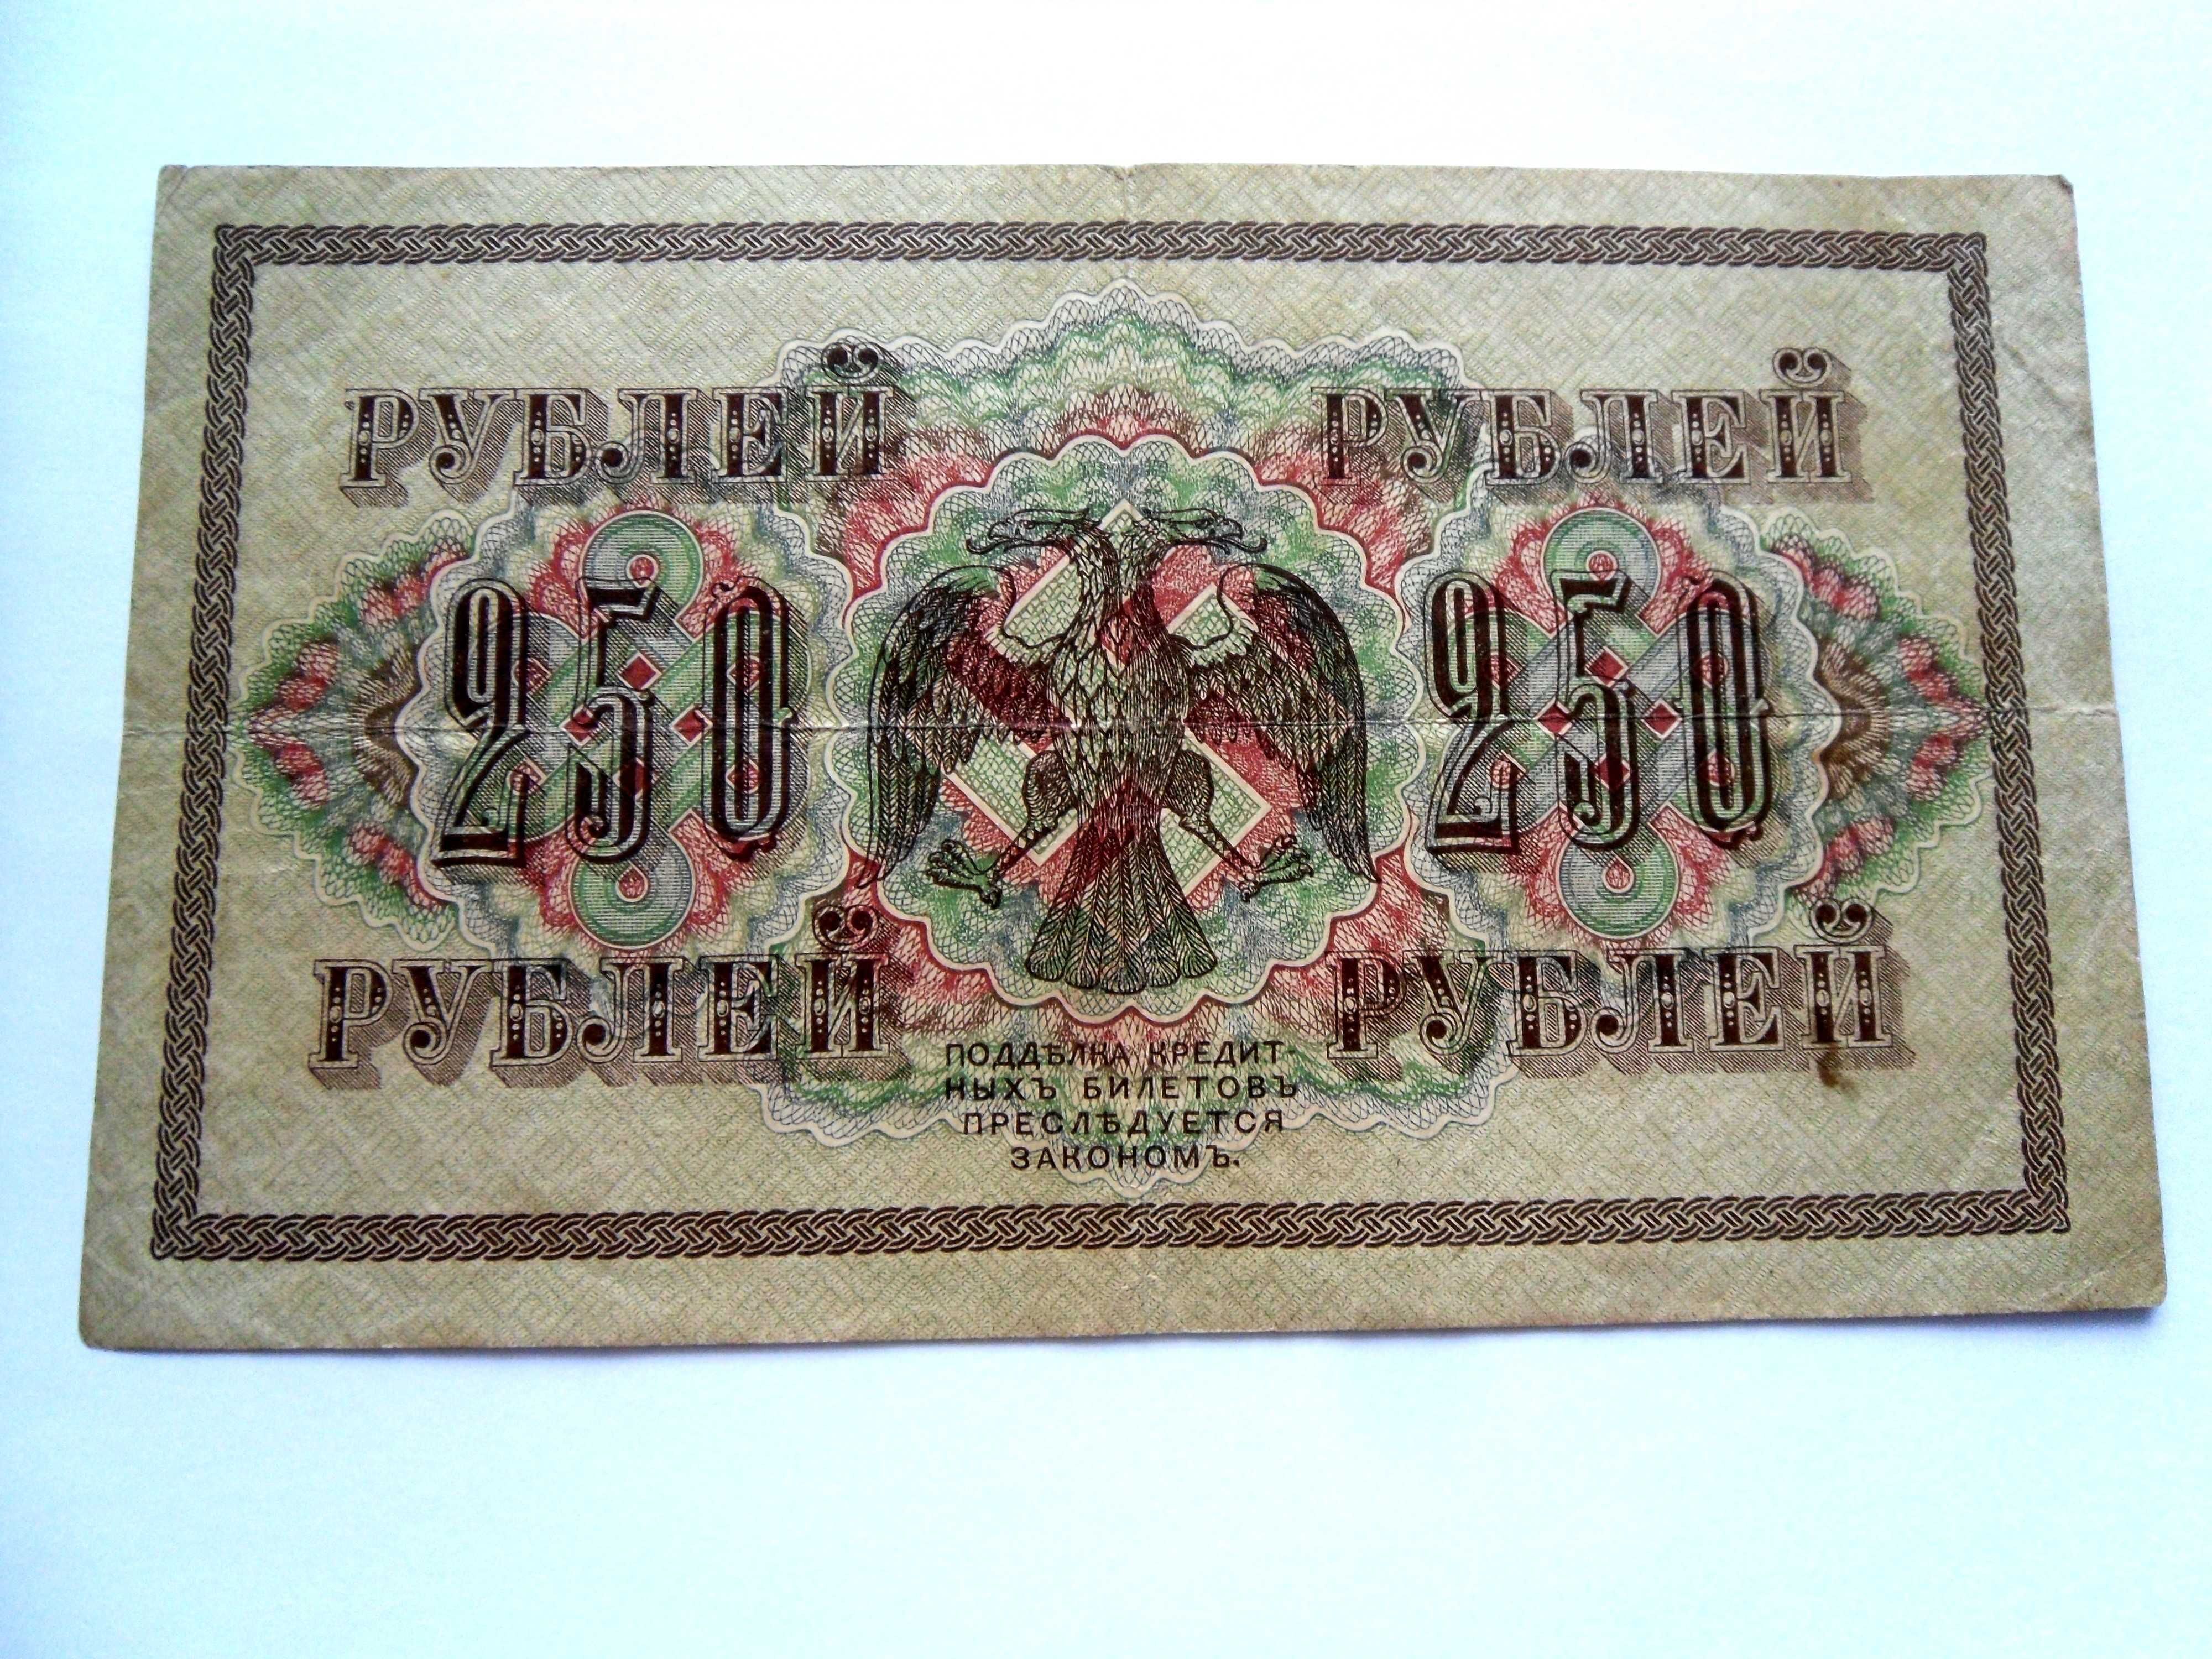 РУБЛЕЙ РУБЛЕЙ
250 250
РУБЛЕЙ РУБЛЕЙ
ПОДДѢЛКА КРЕДИТ-
НЫХЪ БИЛЕТОВЪ
ПРЕСЛѢДУЕТСЯ
ЗАКОНОМЪ.